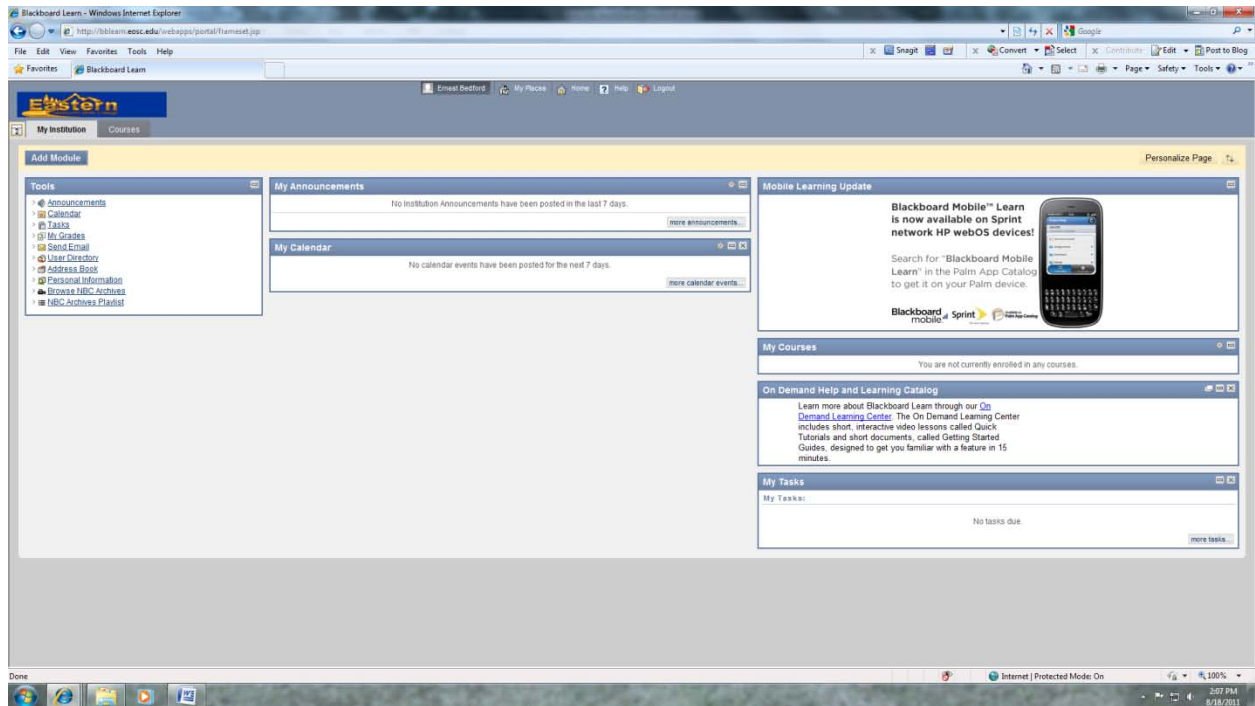 Blackboard Learn - Windows Internet Explorer
http://bblearn.eosc.edu/webapps/portal/frameset.jsp
Google
File Edit View Favorites Tools Help
x Snagit
x Convert Select
x Contribute Edit Post to Blog
Favorites Blackboard Learn
Page Safety Tools
Ernest Bedford My Places Home ? Help Logout
Eastern
My Institution Courses
Add Module
Personalize Page
Tools
Announcements
Calendar
Tasks
My Grades
Send Email
User Directory
Address Book
Personal Information
Browse NBC Archives
NBC Archives Playlist
My Announcements
No Institution Announcements have been posted in the last 7 days.
more announcements...
My Calendar
No calendar events have been posted for the next 7 days.
more calendar events...
Mobile Learning Update
Blackboard Mobile™ Learn
is now available on Sprint
network HP webOS devices!
Search for "Blackboard Mobile
Learn" in the Palm App Catalog
to get it on your Palm device.
Blackboard mobile Sprint
Palm App Catalog
My Courses
You are not currently enrolled in any courses.
On Demand Help and Learning Catalog
Learn more about Blackboard Learn through our On
Demand Learning Center. The On Demand Learning Center
includes short, interactive video lessons called Quick
Tutorials and short documents, called Getting Started
Guides, designed to get you familiar with a feature in 15
minutes.
My Tasks
My Tasks:
No tasks due
more tasks...
Done
Internet | Protected Mode: On
100%
2:07 PM
8/18/2011